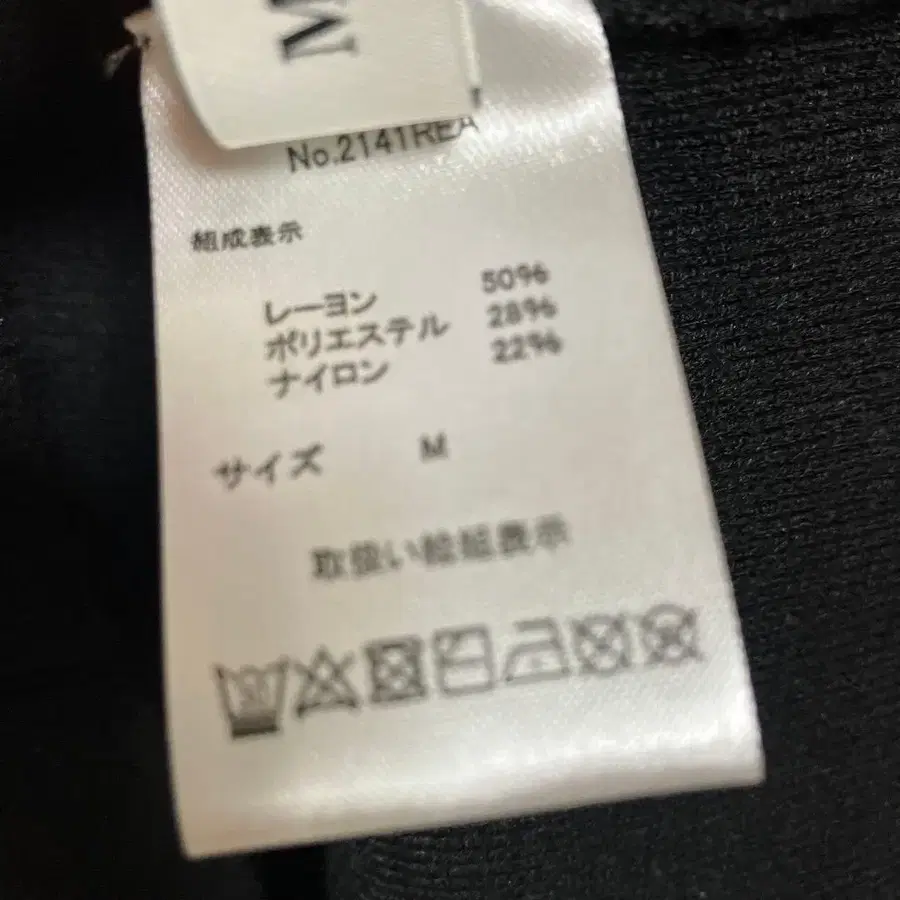 M
No.2141REA
組成表示
レーヨン 50%
ポリエステル 28%
ナイロン 22%
サイズ M
取扱い絵組表示